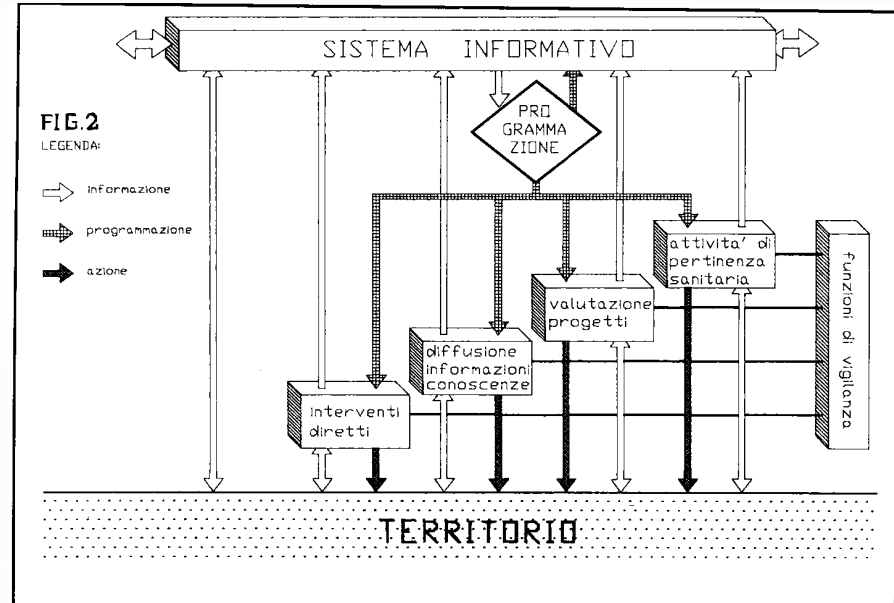 SISTEMA INFORMATIVO
PRO
GRAMMA
ZIONE
FIG.2
LEGENDA:
informazione
programmazione
azione
attivita' di
pertinenza
sanitaria
valutazione
progetti
diffusione
informazioni
conoscenze
interventi
diretti
funzioni di vigilanza
TERRITORIO